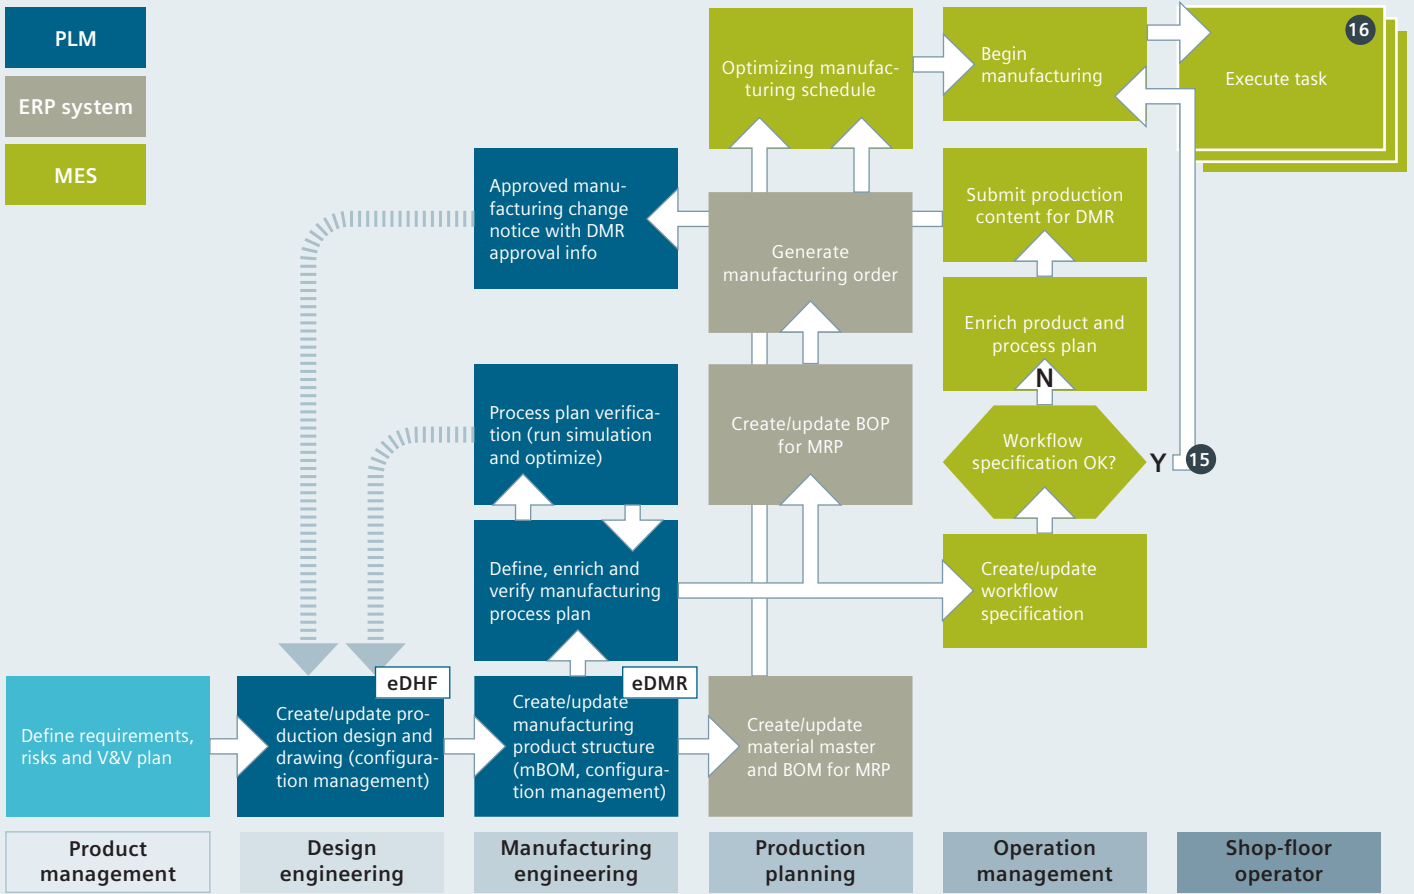 PLM
ERP system
MES
Optimizing manufac-
turing schedule
Begin
manufacturing
16
Execute task
Approved manu-
facturing change
notice with DMR
approval info
Generate
manufacturing order
Submit production
content for DMR
Enrich product and
process plan
N
Process plan verifica-
tion (run simulation
and optimize)
Create/update BOP
for MRP
Workflow
specification OK?
Y
15
Define, enrich and
verify manufacturing
process plan
Create/update
workflow
specification
Define requirements,
risks and V&V plan
eDHF
Create/update pro-
duction design and
drawing (configura-
tion management)
eDMR
Create/update
manufacturing
product structure
(mBOM, configura-
tion management)
Create/update
material master
and BOM for MRP
Product
management
Design
engineering
Manufacturing
engineering
Production
planning
Operation
management
Shop-floor
operator